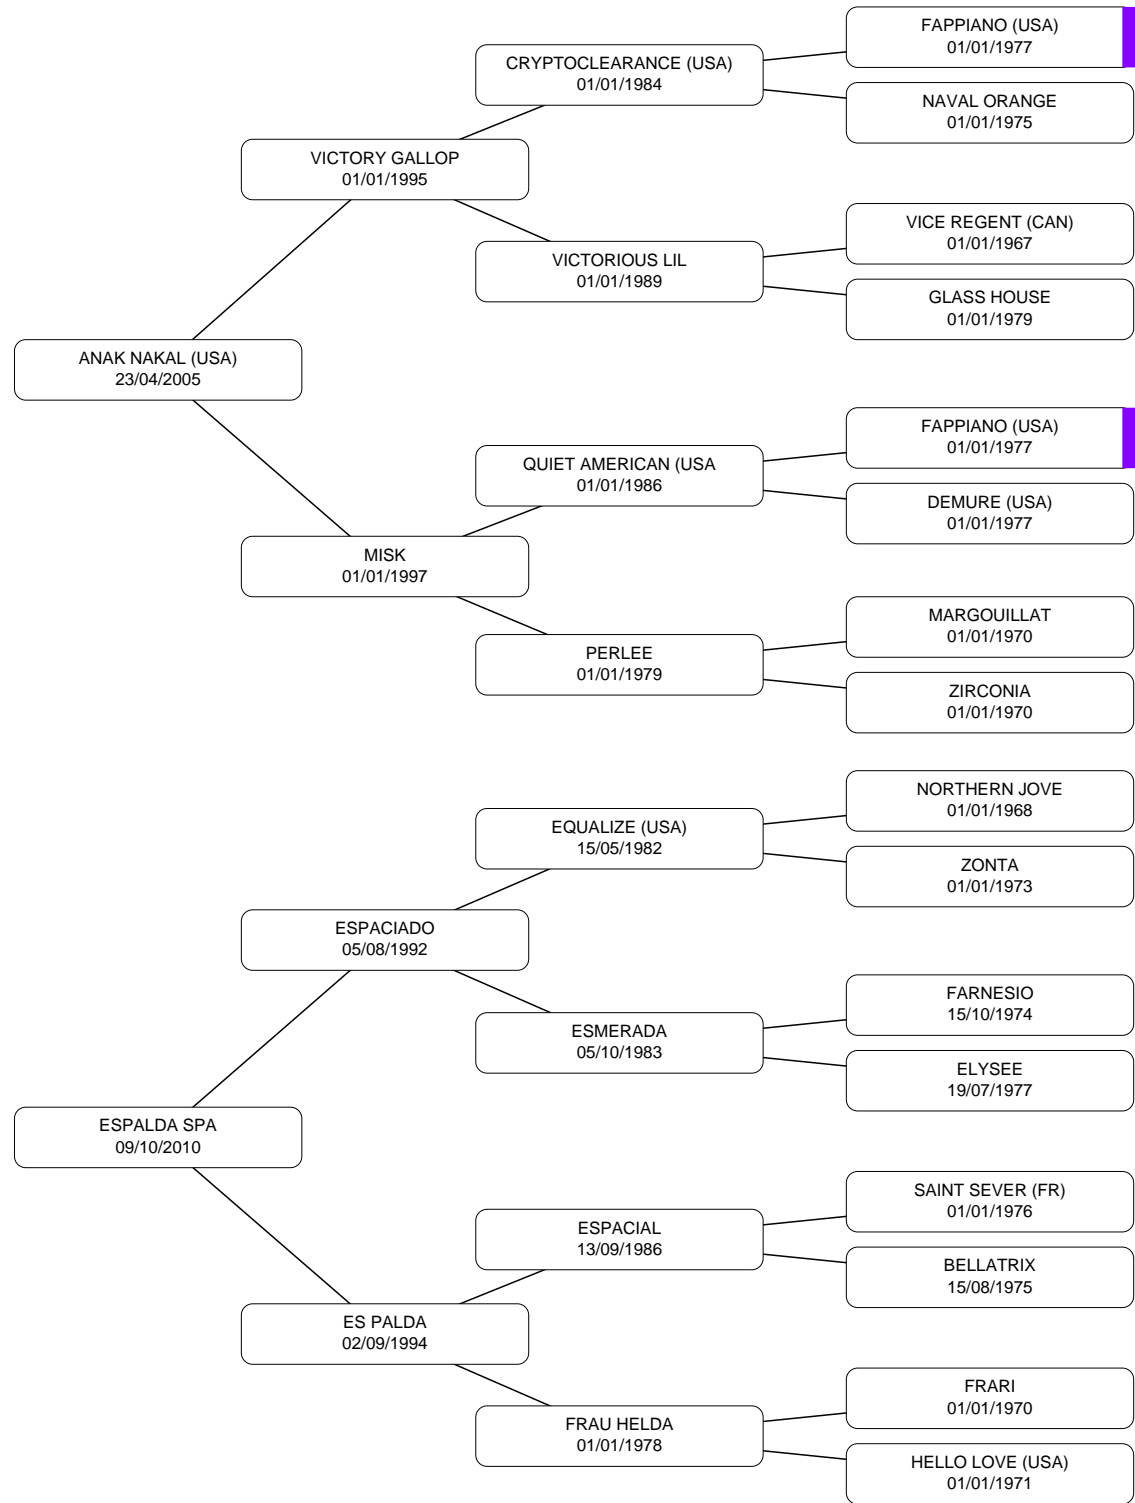 FAPPIANO (USA)
01/01/1977
CRYPTOCLEARANCE (USA)
01/01/1984
NAVAL ORANGE
01/01/1975
VICTORY GALLOP
01/01/1995
VICE REGENT (CAN)
01/01/1967
VICTORIOUS LIL
01/01/1989
GLASS HOUSE
01/01/1979
ANAK NAKAL (USA)
23/04/2005
FAPPIANO (USA)
01/01/1977
QUIET AMERICAN (USA
01/01/1986
DEMURE (USA)
01/01/1977
MISK
01/01/1997
MARGOUILLAT
01/01/1970
PERLEE
01/01/1979
ZIRCONIA
01/01/1970
NORTHERN JOVE
01/01/1968
EQUALIZE (USA)
15/05/1982
ZONTA
01/01/1973
ESPACIADO
05/08/1992
FARNESIO
15/10/1974
ESMERADA
05/10/1983
ELYSEE
19/07/1977
ESPALDA SPA
09/10/2010
SAINT SEVER (FR)
01/01/1976
ESPACIAL
13/09/1986
BELLATRIX
15/08/1975
ES PALDA
02/09/1994
FRARI
01/01/1970
FRAU HELDA
01/01/1978
HELLO LOVE (USA)
01/01/1971